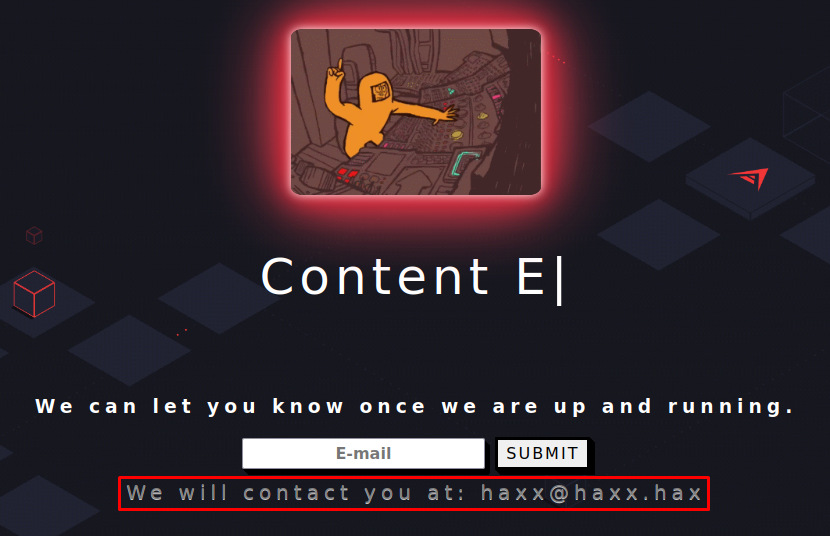 Content E|
We can let you know once we are up and running.
E-mail SUBMIT
We will contact you at: haxx@haxx.hax